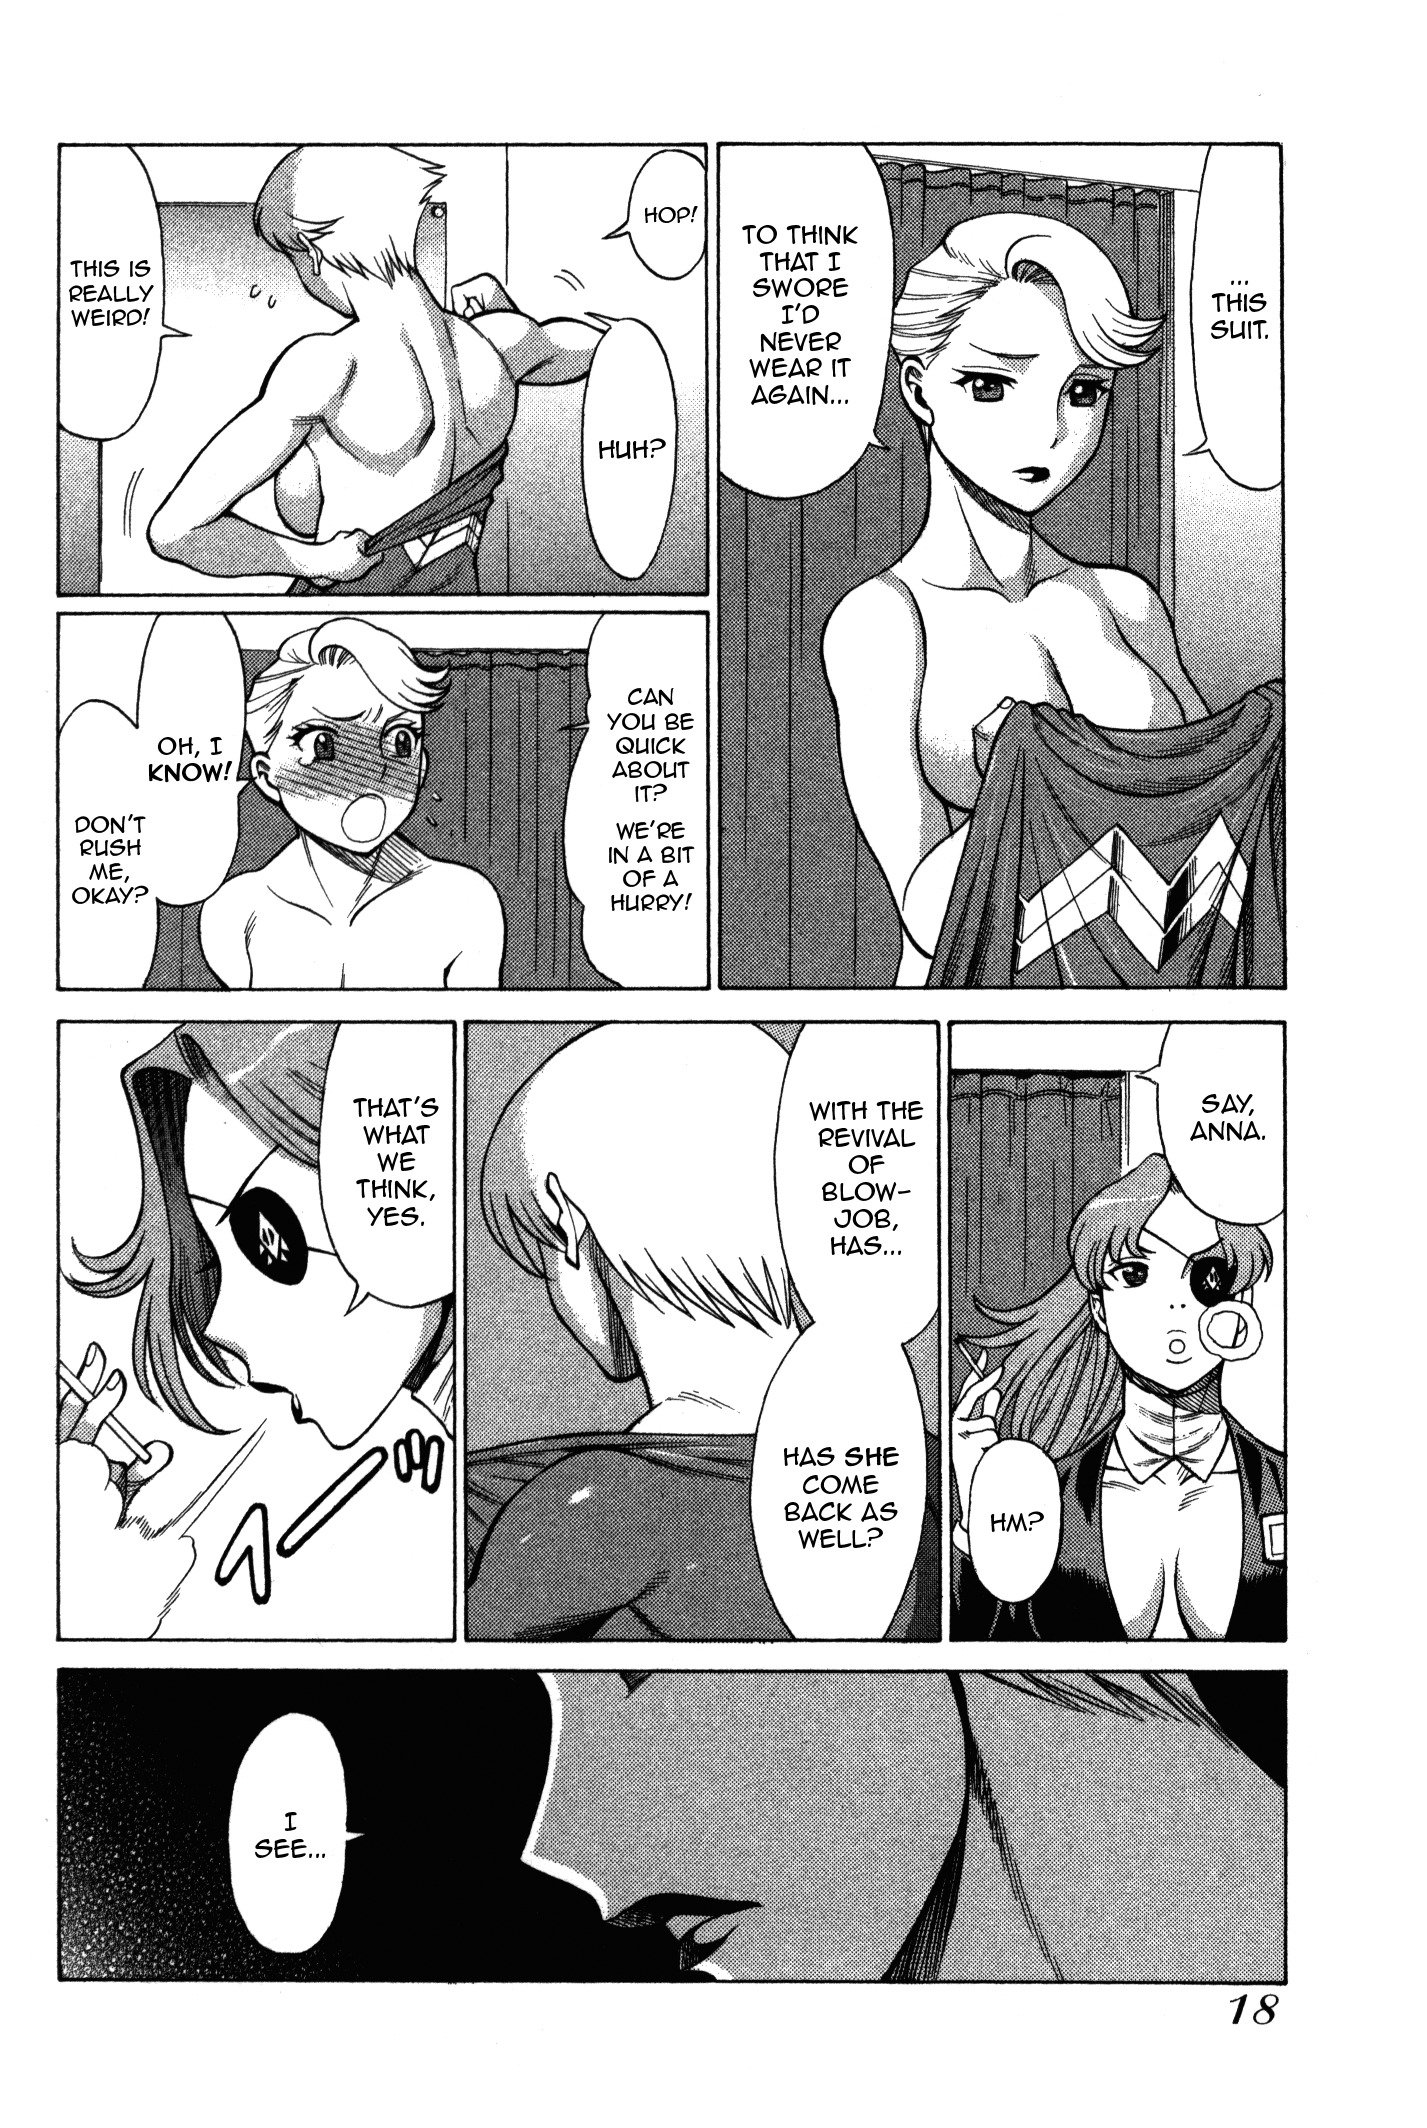 ...
THIS
SUIT.
TO THINK
THAT I
SWORE
I'D
NEVER
WEAR IT
AGAIN...
HOP!
HUH?
THIS IS
REALLY
WEIRD!
CAN
YOU BE
QUICK
ABOUT
IT?
WE'RE
IN A BIT
OF A
HURRY!
OH, I
KNOW!
DON'T
RUSH
ME,
OKAY?
SAY,
ANNA.
HM?
WITH THE
REVIVAL
OF
BLOW-
JOB,
HAS...
HAS SHE
COME
BACK AS
WELL?
THAT'S
WHAT
WE
THINK,
YES.
I
SEE...
18